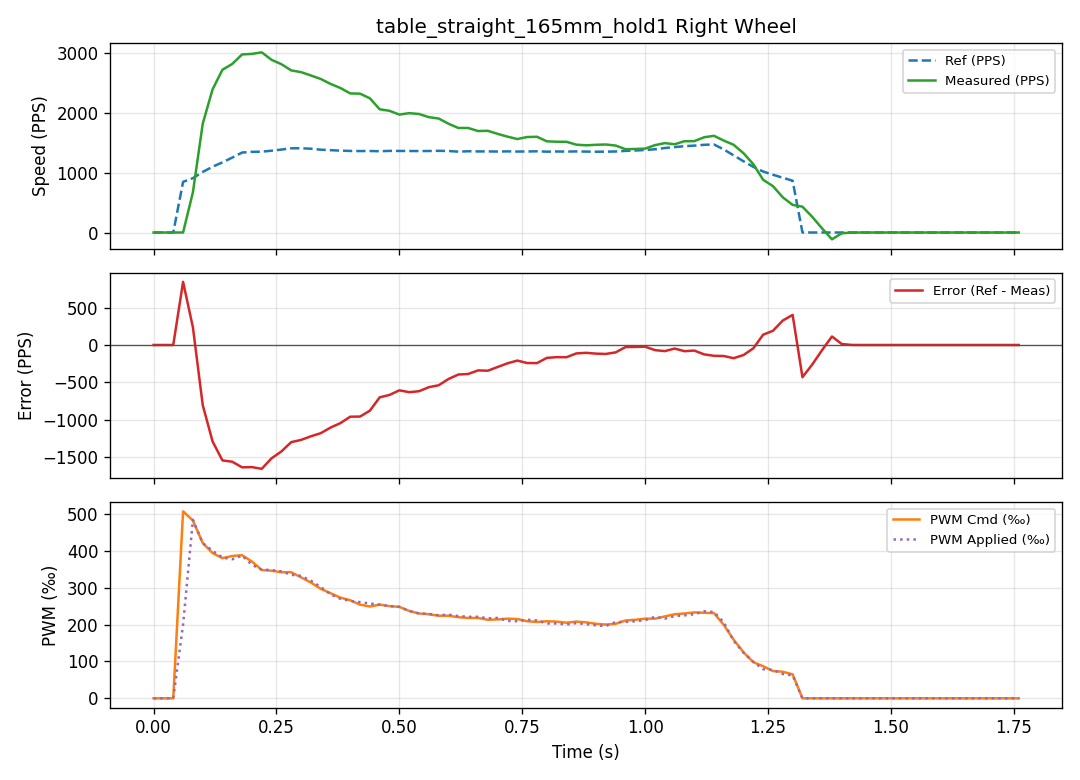 table_straight_165mm_hold1 Right Wheel
Speed (PPS)
3000
2000
1000
0
Ref (PPS)
Measured (PPS)
Error (PPS)
500
0
−500
−1000
−1500
Error (Ref - Meas)
PWM (‰)
500
400
300
200
100
0
PWM Cmd (‰)
PWM Applied (‰)
0.00 0.25 0.50 0.75 1.00 1.25 1.50 1.75
Time (s)